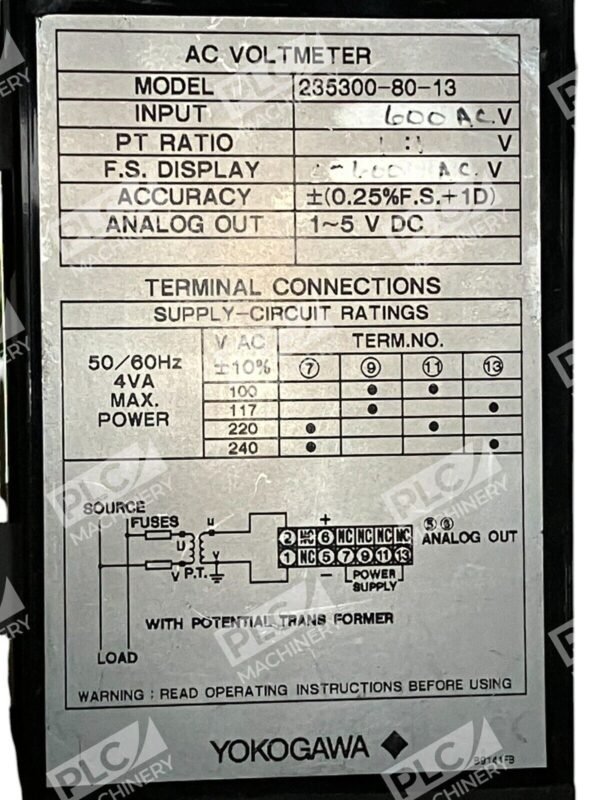 AC VOLTMETER
MODEL 235300-80-13
INPUT 600 A.C. V
PT RATIO V
F.S. DISPLAY AC. V
ACCURACY ±(0.25%F.S.+1D)
ANALOG OUT 1~5 V DC
TERMINAL CONNECTIONS
SUPPLY-CIRCUIT RATINGS
50/60Hz 4VA MAX. POWER
V AC ±10%
TERM.NO.
⑦ ⑨ ⑪ ⑬
100 ● ●
117 ● ●
220 ● ●
240 ● ●
SOURCE
FUSES
U
u
V
v
P.T.
+
② ⑥ NC NC NC NC
① NC ⑤ ⑦ ⑨ ⑪ ⑬
−
POWER SUPPLY
⑤ ⑥
ANALOG OUT
WITH POTENTIAL TRANS FORMER
LOAD
WARNING : READ OPERATING INSTRUCTIONS BEFORE USING
YOKOGAWA
B9141FB
PLC MACHINERY